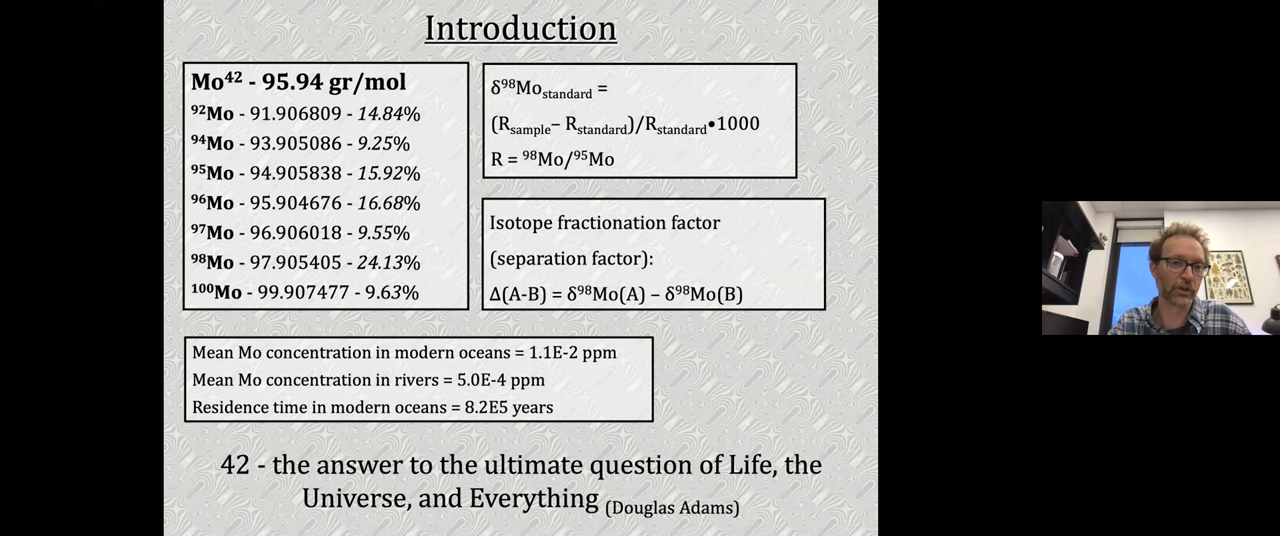 Introduction
Mo⁴² - 95.94 gr/mol
⁹²Mo - 91.906809 - 14.84%
⁹⁴Mo - 93.905086 - 9.25%
⁹⁵Mo - 94.905838 - 15.92%
⁹⁶Mo - 95.904676 - 16.68%
⁹⁷Mo - 96.906018 - 9.55%
⁹⁸Mo - 97.905405 - 24.13%
¹⁰⁰Mo - 99.907477 - 9.63%
δ⁹⁸Mo_standard =
(R_sample – R_standard)/R_standard•1000
R = ⁹⁸Mo/⁹⁵Mo
Isotope fractionation factor
(separation factor):
Δ(A-B) = δ⁹⁸Mo(A) – δ⁹⁸Mo(B)
Mean Mo concentration in modern oceans = 1.1E-2 ppm
Mean Mo concentration in rivers = 5.0E-4 ppm
Residence time in modern oceans = 8.2E5 years
42 - the answer to the ultimate question of Life, the
Universe, and Everything (Douglas Adams)